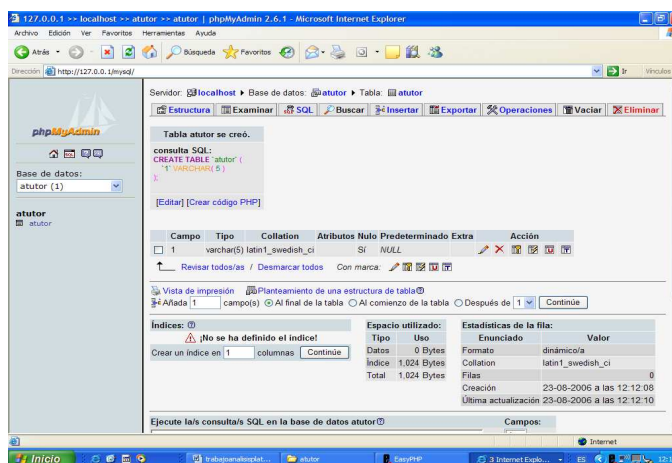 127.0.0.1 >> localhost >> atutor >> atutor | phpMyAdmin 2.6.1 - Microsoft Internet Explorer
Archivo Edición Ver Favoritos Herramientas Ayuda
Atrás Búsqueda Favoritos
Dirección http://127.0.0.1/mysql/ Ir Vínculos
Servidor: localhost Base de datos: atutor Tabla: atutor
Estructura Examinar SQL Buscar Insertar Exportar Operaciones Vaciar Eliminar
phpMyAdmin
Base de datos:
atutor (1)
atutor
atutor
Tabla atutor se creó.
consulta SQL:
CREATE TABLE `atutor` (
`1` VARCHAR( 5 )
);
[Editar] [Crear código PHP]
Campo Tipo Collation Atributos Nulo Predeterminado Extra Acción
1 varchar(5) latin1_swedish_ci Sí NULL
Revisar todos/as / Desmarcar todos Con marca:
Vista de impresión Planteamiento de una estructura de tabla
Añada 1 campo(s) Al final de la tabla Al comienzo de la tabla Después de 1 Continúe
Índices:
¡No se ha definido el índice!
Crear un índice en 1 columnas Continúe
Espacio utilizado:
Tipo Uso
Datos 0 Bytes
Índice 1,024 Bytes
Total 1,024 Bytes
Estadísticas de la fila:
Enunciado Valor
Formato dinámico/a
Collation latin1_swedish_ci
Filas 0
Creación 23-08-2006 a las 12:12:08
Última actualización 23-08-2006 a las 12:12:10
Ejecute la/s consulta/s SQL en la base de datos atutor
Campos:
Internet
Inicio trabajoanalisisplat... atutor EasyPHP 3 Internet Explo... ES